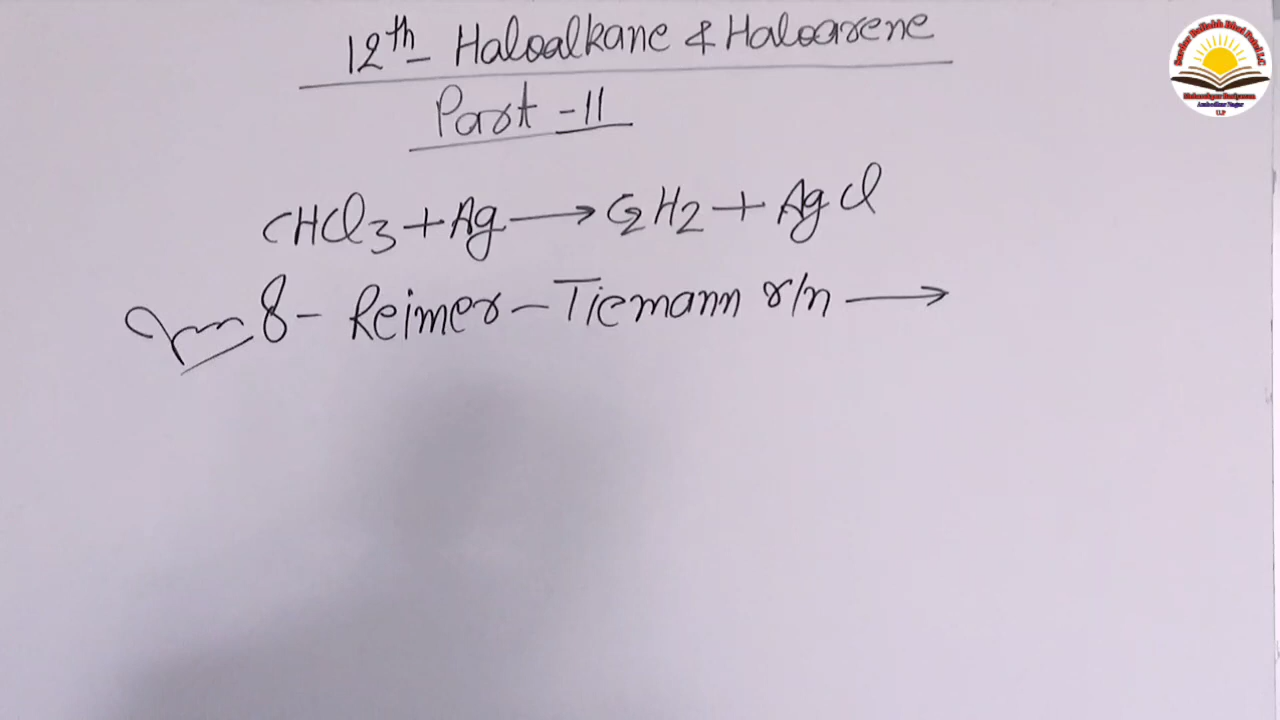 12th- Haloalkane & Haloarene
Part -11
CHCl3 + Ag → C2H2 + AgCl
8- Reimer-Tiemann r/n →